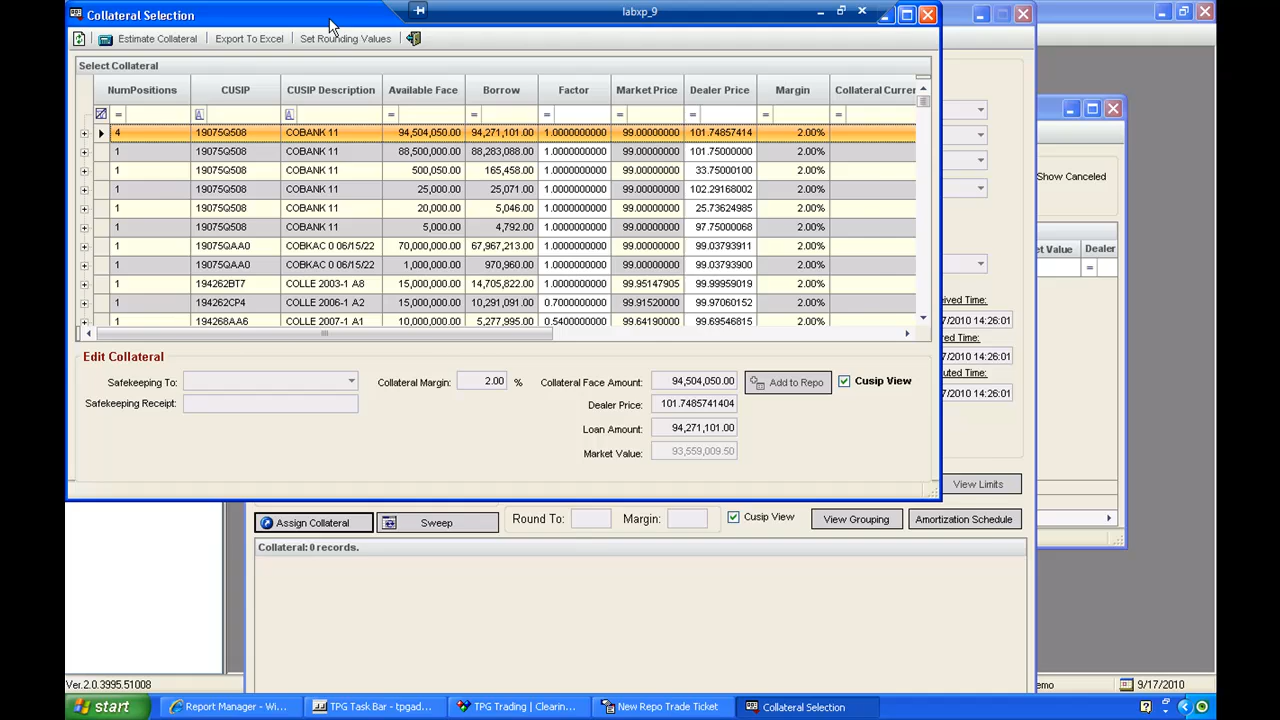 Collateral Selection
labxp_9
Estimate Collateral Export To Excel Set Rounding Values
Select Collateral
NumPositions CUSIP CUSIP Description Available Face Borrow Factor Market Price Dealer Price Margin Collateral Curren
= A A = = = = = = =
4 19075Q508 COBANK 11 94,504,050.00 94,271,101.00 1.0000000000 99.00000000 101.74857414 2.00%
1 19075Q508 COBANK 11 88,500,000.00 88,283,088.00 1.0000000000 99.00000000 101.75000000 2.00%
1 19075Q508 COBANK 11 500,050.00 165,458.00 1.0000000000 99.00000000 33.75000100 2.00%
1 19075Q508 COBANK 11 25,000.00 25,071.00 1.0000000000 99.00000000 102.29168002 2.00%
1 19075Q508 COBANK 11 20,000.00 5,046.00 1.0000000000 99.00000000 25.73624985 2.00%
1 19075Q508 COBANK 11 5,000.00 4,792.00 1.0000000000 99.00000000 97.75000068 2.00%
1 19075QAA0 COBKAC 0 06/15/22 70,000,000.00 67,967,213.00 1.0000000000 99.00000000 99.03793911 2.00%
1 19075QAA0 COBKAC 0 06/15/22 1,000,000.00 970,960.00 1.0000000000 99.00000000 99.03793900 2.00%
1 194262BT7 COLLE 2003-1 A8 15,000,000.00 14,705,822.00 1.0000000000 99.95147905 99.99959019 2.00%
1 194262CP4 COLLE 2006-1 A2 15,000,000.00 10,291,091.00 0.7000000000 99.91520000 99.97060152 2.00%
1 194268AA6 COLLE 2007-1 A1 10,000,000.00 5,277,995.00 0.5400000000 99.64190000 99.69546815 2.00%
Edit Collateral
Safekeeping To: Collateral Margin: 2.00 % Collateral Face Amount: 94,504,050.00 Add to Repo Cusip View
Safekeeping Receipt: Dealer Price: 101.7485741404
Loan Amount: 94,271,101.00
Market Value: 93,559,009.50
Show Canceled
et Value Dealer
=
eived Time:
7/2010 14:26:01
red Time:
7/2010 14:26:01
uted Time:
7/2010 14:26:01
View Limits
Assign Collateral Sweep Round To: Margin: Cusip View View Grouping Amortization Schedule
Collateral: 0 records.
Ver.2.0.3995.51008 emo 9/17/2010
start Report Manager - Wi... TPG Task Bar - tpgad... TPG Trading | Clearin... New Repo Trade Ticket Collateral Selection